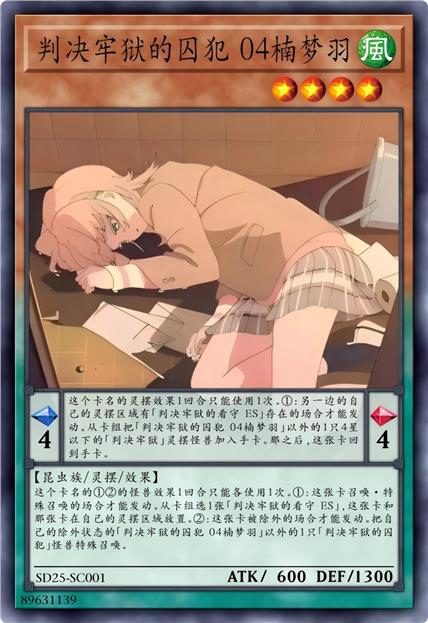 判决牢狱的囚犯 04楠梦羽 風
这个卡名的灵摆效果1回合只能使用1次。①：另一边的自
己的灵摆区域有「判决牢狱的看守 ES」存在的场合才能发
动。从卡组把「判决牢狱的囚犯 04楠梦羽」以外的1只4星
以下的「判决牢狱」灵摆怪兽加入手卡。那之后，这张卡回
到手卡。
4
4
【昆虫族/灵摆/效果】
这个卡名的①②的怪兽效果1回合只能各使用1次。①：这张卡召唤・特
殊召唤的场合才能发动。从卡组选1张「判决牢狱的看守 ES」，这张卡和
那张卡在自己的灵摆区域放置。②：这张卡被除外的场合才能发动。把自
己的除外状态的「判决牢狱的囚犯 04楠梦羽」以外的1只「判决牢狱的囚
犯」怪兽特殊召唤。
SD25-SC001
ATK/ 600 DEF/1300
89631139